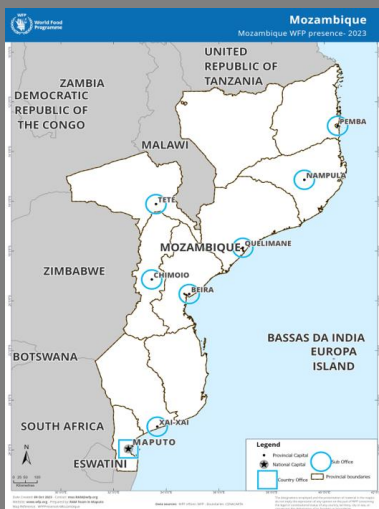 WFP
World Food
Programme
Mozambique
Mozambique WFP presence- 2023
UNITED
REPUBLIC OF
TANZANIA
ZAMBIA
DEMOCRATIC
REPUBLIC OF
THE CONGO
PEMBA
MALAWI
NAMPULA
TETE
MOZAMBIQUE
QUELIMANE
ZIMBABWE
CHIMOIO
BEIRA
BASSAS DA INDIA
EUROPA
ISLAND
BOTSWANA
SOUTH AFRICA
XAI-XAI
MAPUTO
ESWATINI
N
Legend
Provincial Capital
National Capital
Sub Office
Country Office
Provincial boundaries